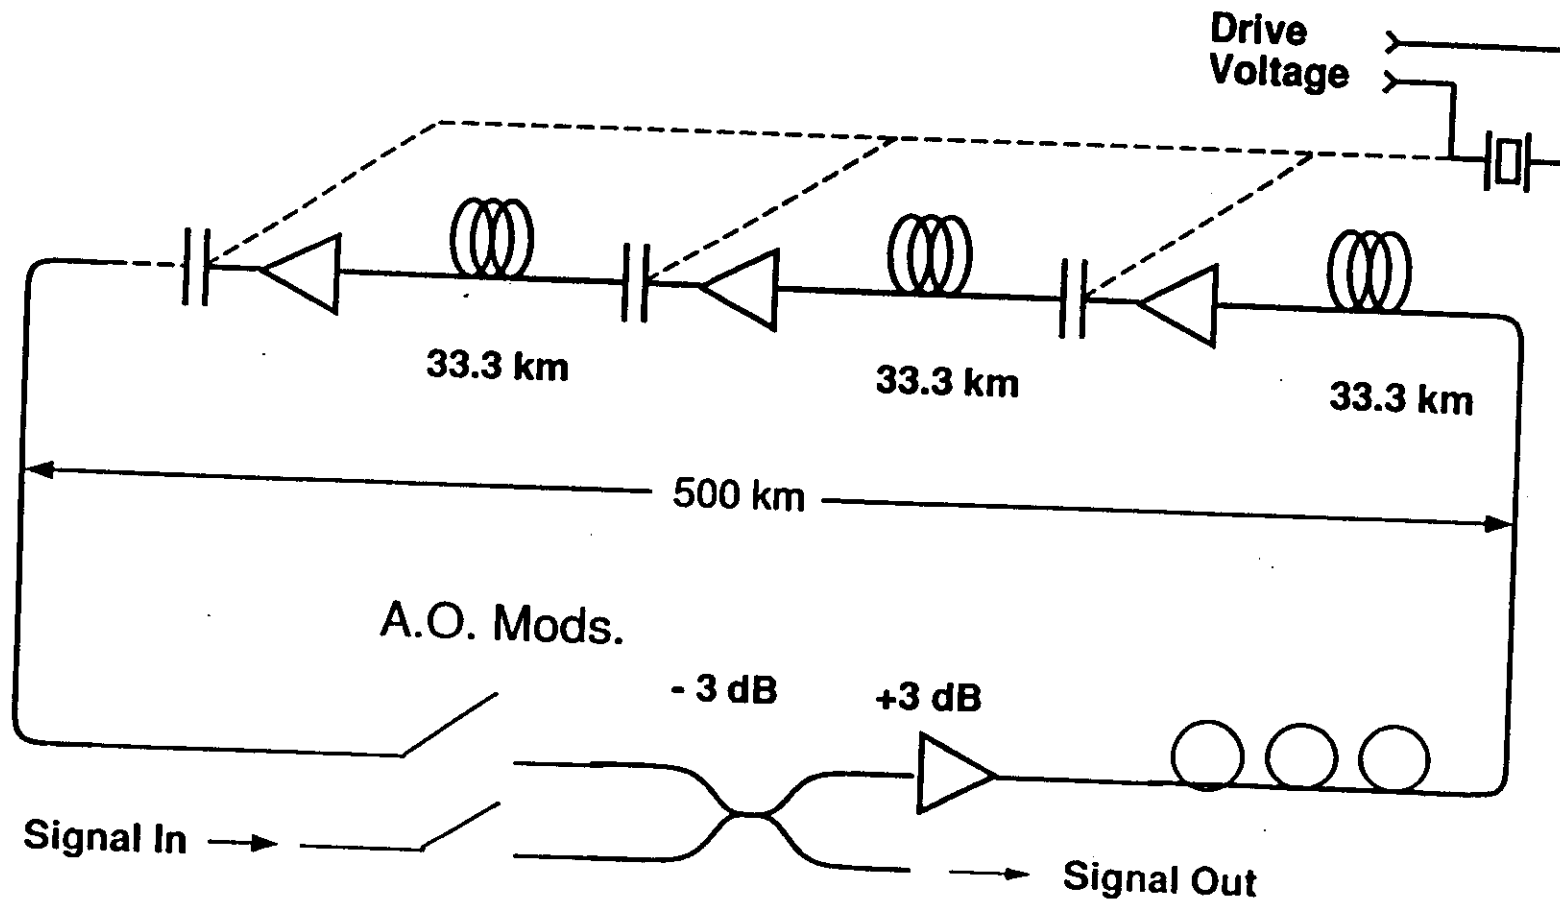 Drive
Voltage
33.3 km
33.3 km
33.3 km
500 km
A.O. Mods.
- 3 dB
+3 dB
Signal In
Signal Out